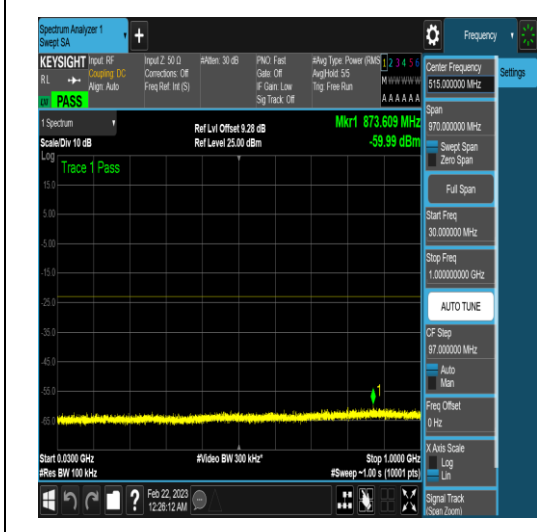 Spectrum Analyzer 1
Swept SA
+
Frequency
KEYSIGHT
RL
Input: RF
Coupling: DC
Align: Auto
Input Z: 50 Ω
Corrections: Off
Freq Ref: Int (S)
#Atten: 30 dB
PNO: Fast
Gate: Off
IF Gain: Low
Sig Track: Off
#Avg Type: Power (RMS
Avg|Hold: 5/5
Trig: Free Run
1 2 3 4 5 6
M W W W W W
A A A A A A
PASS
1 Spectrum
Scale/Div 10 dB
Ref Lvl Offset 9.28 dB
Ref Level 25.00 dBm
Mkr1 873.609 MHz
-59.99 dBm
Log
Trace 1 Pass
15.0
5.00
-5.00
-15.0
-25.0
-35.0
-45.0
-55.0
-65.0
1
Start 0.0300 GHz
#Res BW 100 kHz
#Video BW 300 kHz*
Stop 1.0000 GHz
#Sweep ~1.00 s (10001 pts)
?
Feb 22, 2023
12:26:12 AM
Center Frequency
515.000000 MHz
Settings
Span
970.000000 MHz
Swept Span
Zero Span
Full Span
Start Freq
30.000000 MHz
Stop Freq
1.000000000 GHz
AUTO TUNE
CF Step
97.000000 MHz
Auto
Man
Freq Offset
0 Hz
X Axis Scale
Log
Lin
Signal Track
(Span Zoom)